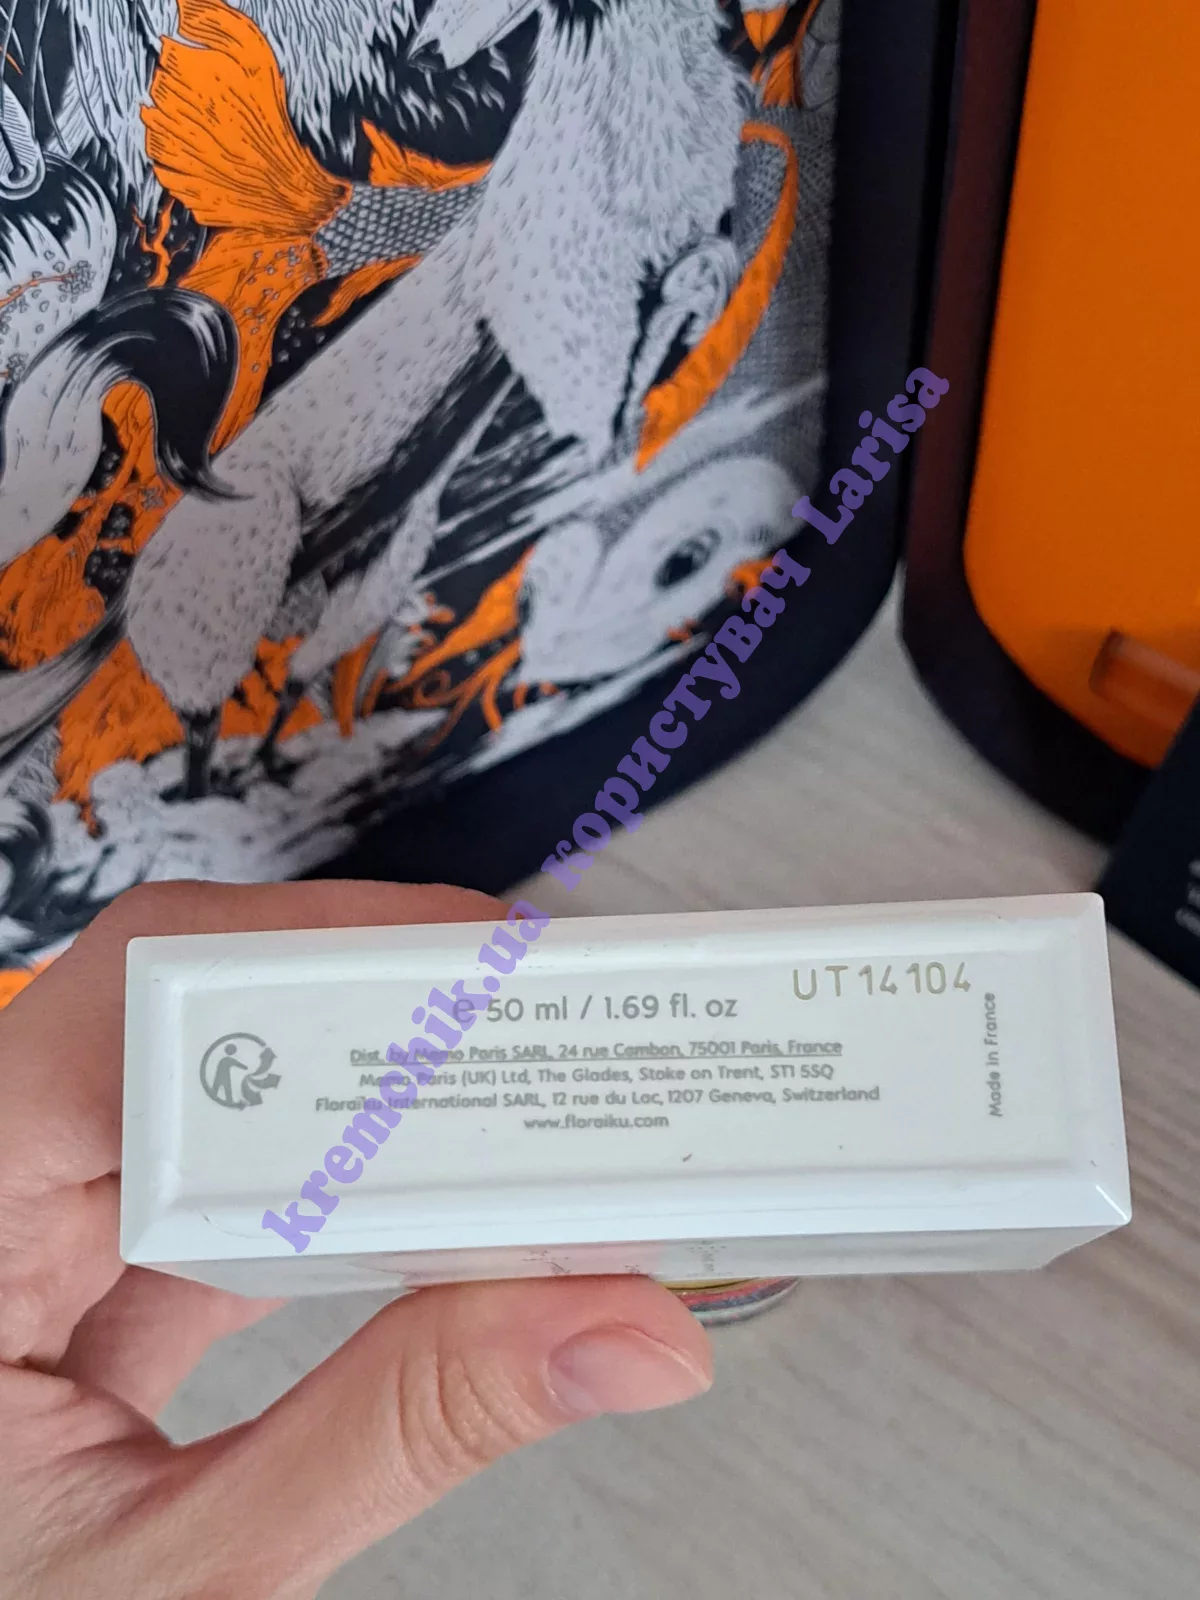 UT14104
e 50 ml / 1.69 fl. oz
Dist. by Memo Paris SARL, 24 rue Cambon, 75001 Paris, France
Memo Paris (UK) Ltd, The Glades, Stoke on Trent, ST1 5SQ
Floraiku International SARL, 12 rue du Lac, 1207 Geneva, Switzerland
www.floraiku.com
Made in France
kremchik.ua користувач Larisa